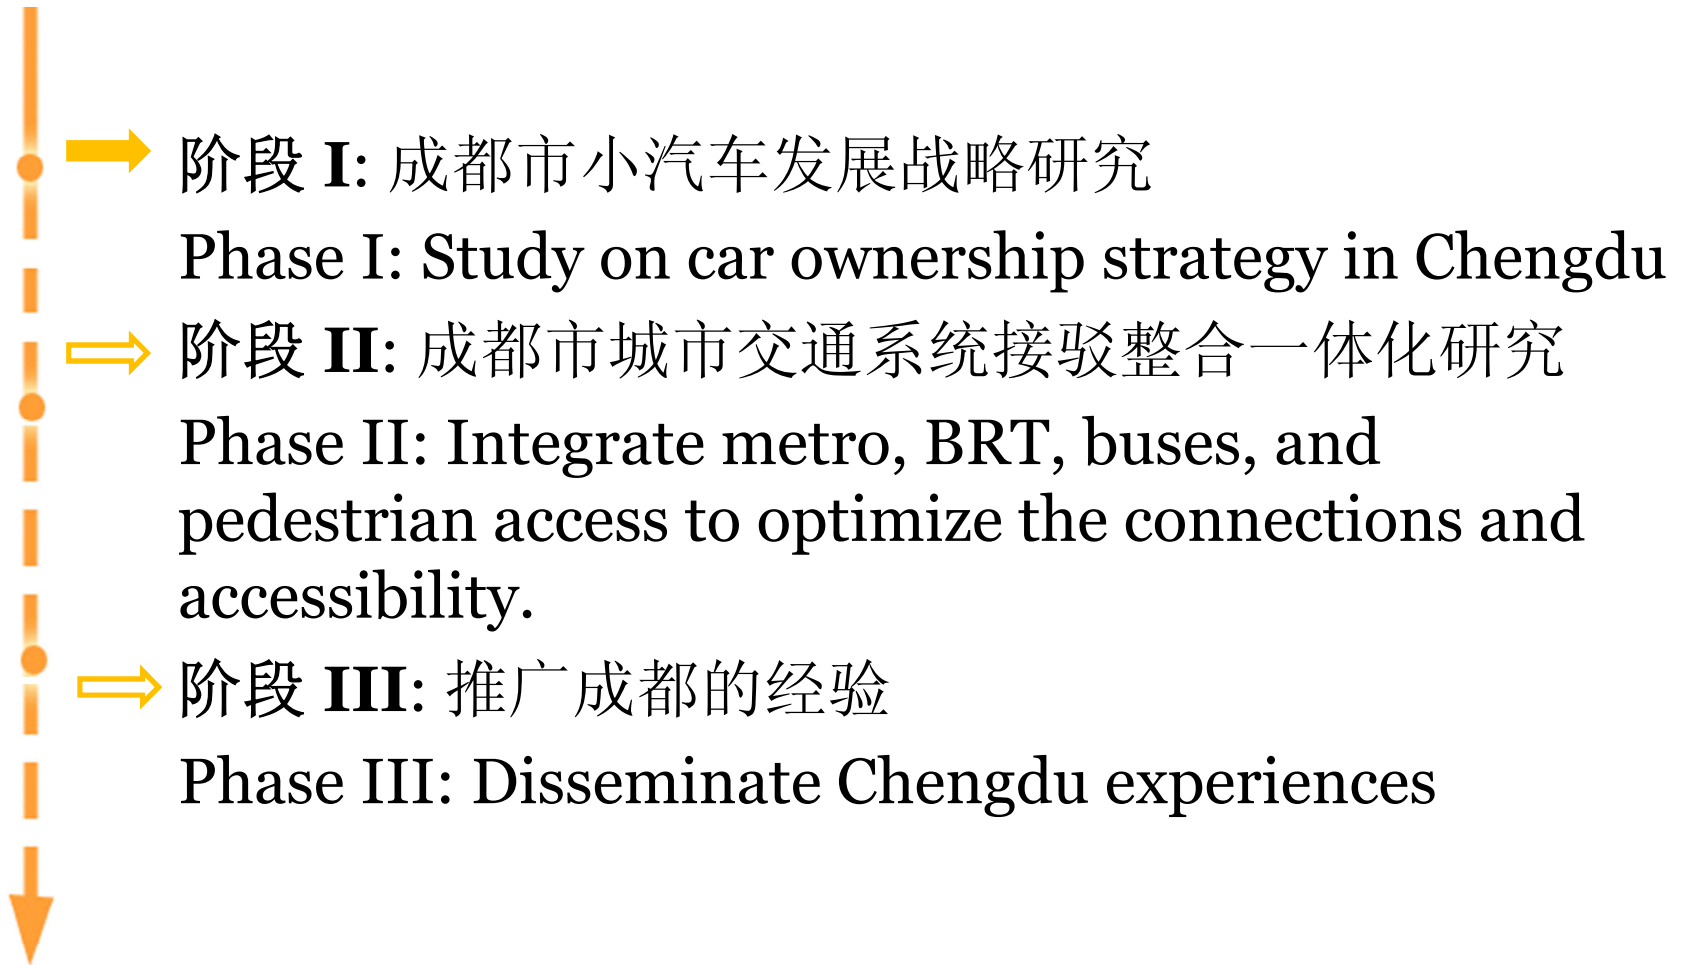 阶段 I: 成都市小汽车发展战略研究
Phase I: Study on car ownership strategy in Chengdu
阶段 II: 成都市城市交通系统接驳整合一体化研究
Phase II: Integrate metro, BRT, buses, and
pedestrian access to optimize the connections and
accessibility.
阶段 III: 推广成都的经验
Phase III: Disseminate Chengdu experiences